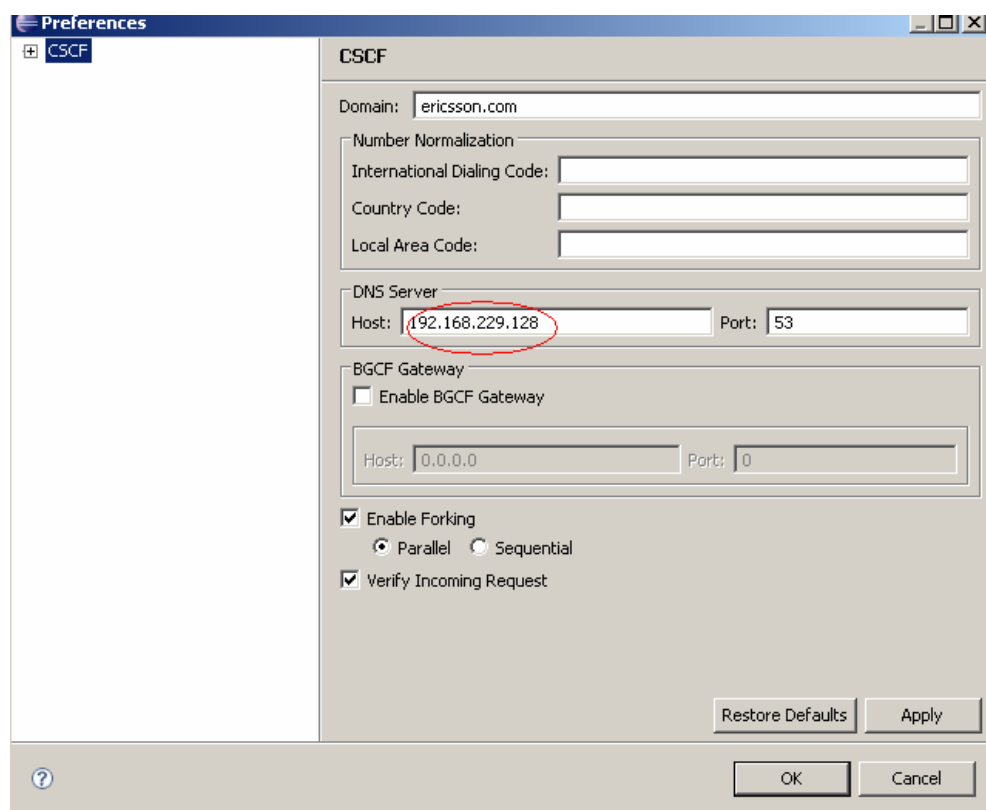 Preferences
CSCF
CSCF
Domain: ericsson.com
Number Normalization
International Dialing Code:
Country Code:
Local Area Code:
DNS Server
Host: 192.168.229.128 Port: 53
BGCF Gateway
Enable BGCF Gateway
Host: 0.0.0.0 Port: 0
Enable Forking
Parallel Sequential
Verify Incoming Request
Restore Defaults Apply
? OK Cancel